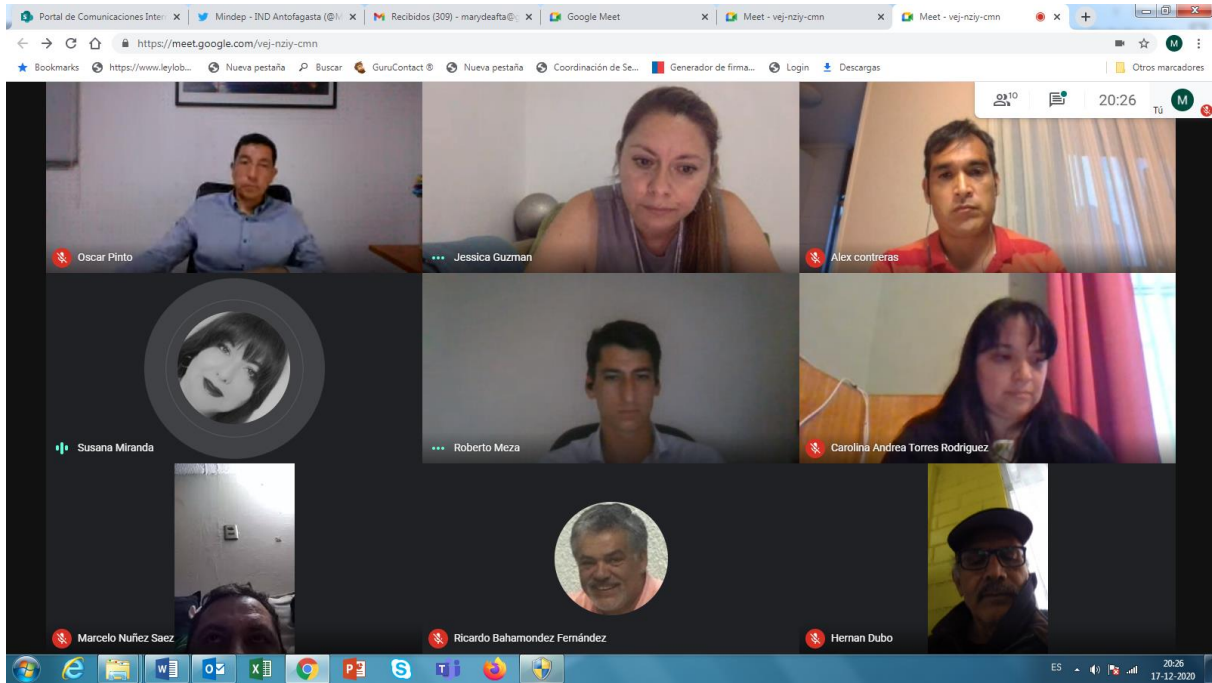 Portal de Comunicaciones Inter
Mindep - IND Antofagasta (@M
Recibidos (309) - marydeafta@g
Google Meet
Meet - vej-nziy-cmn
Meet - vej-nziy-cmn
https://meet.google.com/vej-nziy-cmn
M
Bookmarks
https://www.leylob...
Nueva pestaña
Buscar
GuruContact ®
Nueva pestaña
Coordinación de Se...
Generador de firma...
Login
Descargas
Otros marcadores
10
20:26
Tú
M
Oscar Pinto
Jessica Guzman
Alex contreras
Susana Miranda
Roberto Meza
Carolina Andrea Torres Rodriguez
Marcelo Nuñez Saez
Ricardo Bahamondez Fernández
Hernan Dubo
ES
20:26
17-12-2020